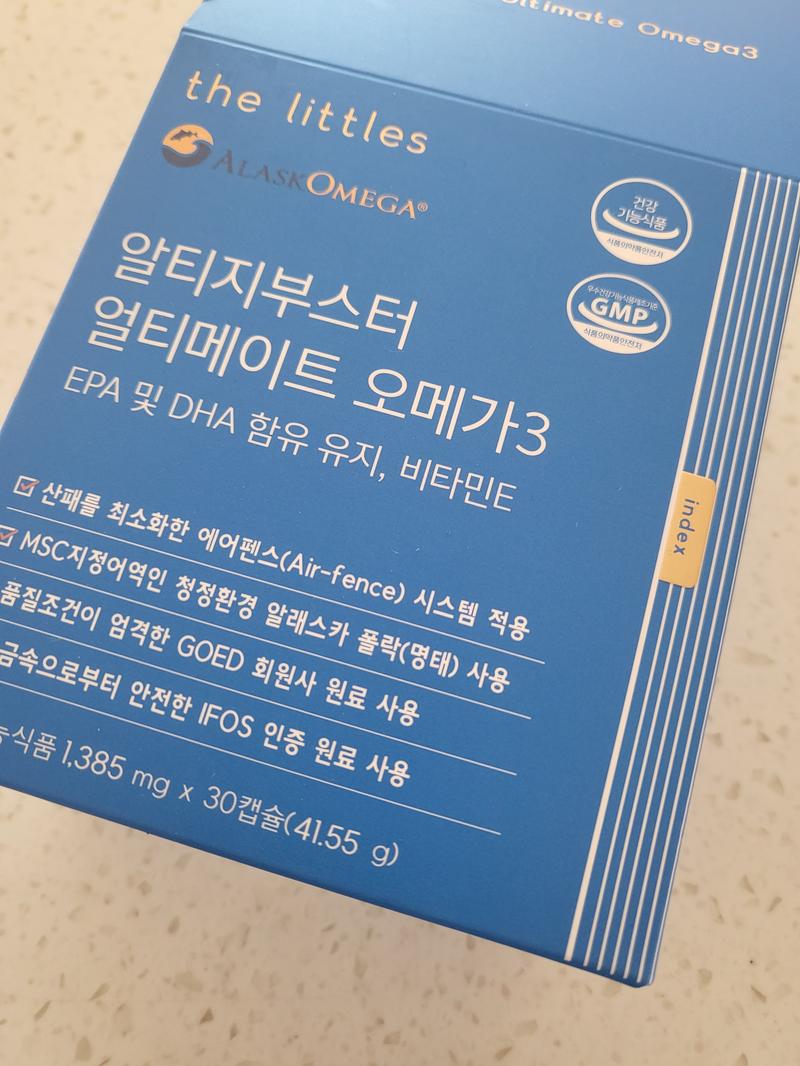 Ultimate Omega3
the littles
ALASKOMEGA®
건강
기능식품
식품의약품안전처
우수건강기능식품제조기준
GMP
식품의약품안전처
알티지부스터
얼티메이트 오메가3
EPA 및 DHA 함유 유지, 비타민E
index
산패를 최소화한 에어펜스(Air-fence) 시스템 적용
MSC지정어역인 청정환경 알래스카 폴락(명태) 사용
품질조건이 엄격한 GOED 회원사 원료 사용
금속으로부터 안전한 IFOS 인증 원료 사용
능식품 1,385 mg x 30캡슐(41.55 g)